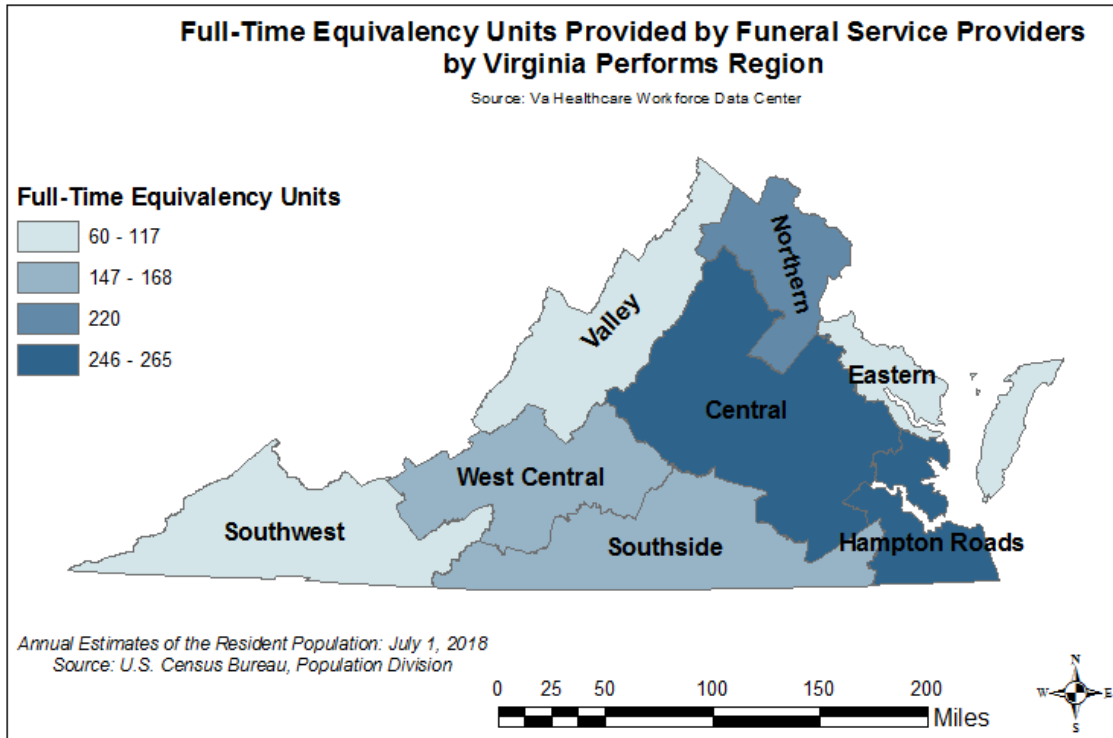 Full-Time Equivalency Units Provided by Funeral Service Providers
by Virginia Performs Region
Source: Va Healthcare Workforce Data Center
Full-Time Equivalency Units
60 - 117
147 - 168
220
246 - 265
Northern
Valley
Eastern
Central
West Central
Southwest
Southside
Hampton Roads
Annual Estimates of the Resident Population: July 1, 2018
Source: U.S. Census Bureau, Population Division
0 25 50 100 150 200
Miles
N
W E
S